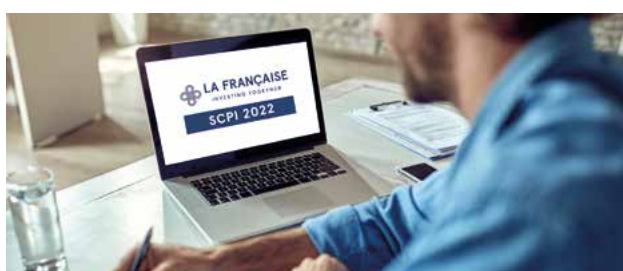 LA FRANÇAISE
INVESTING TOGETHER
SCPI 2022